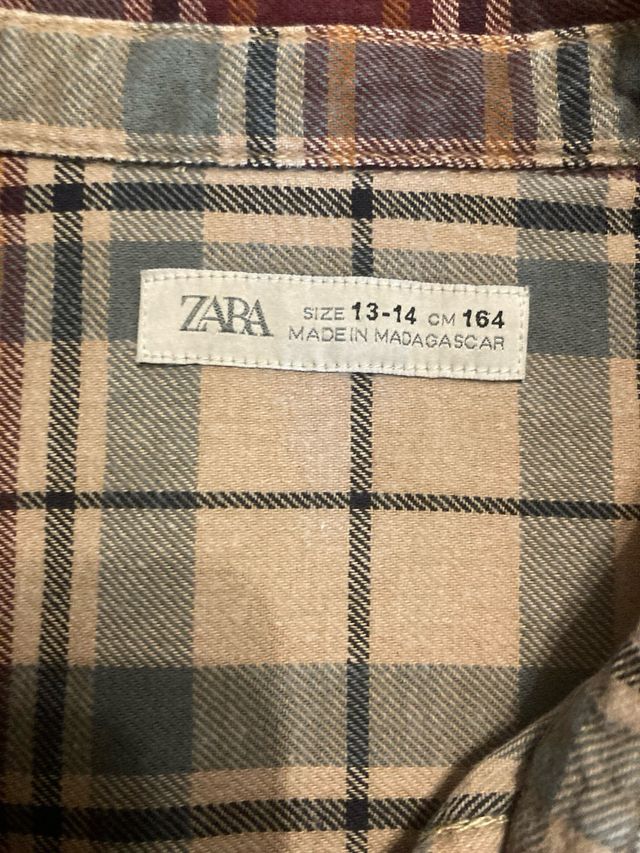 ZARA
SIZE 13-14 CM 164
MADE IN MADAGASCAR